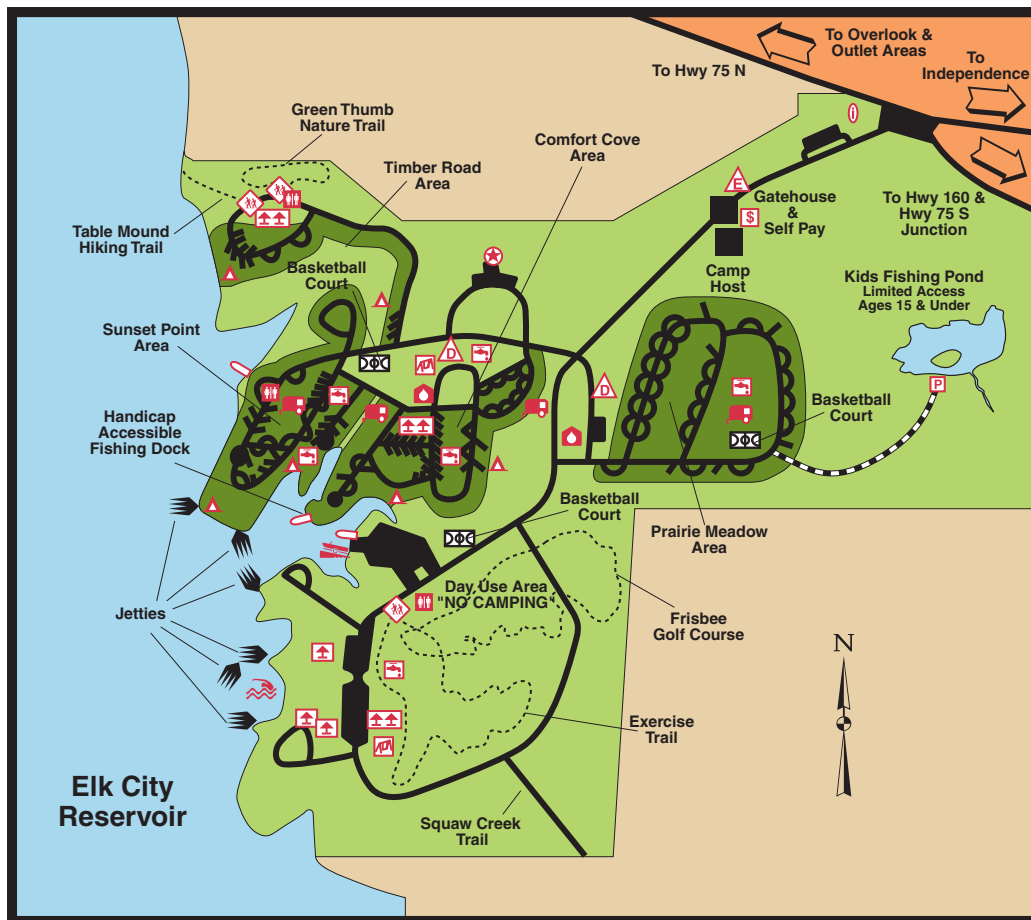 To Overlook &
Outlet Areas
To
Independence
To Hwy 75 N
Green Thumb
Nature Trail
Comfort Cove
Area
Timber Road
Area
i
E
Gatehouse
&
Self Pay
$
To Hwy 160 &
Hwy 75 S
Junction
Table Mound
Hiking Trail
Basketball
Court
Camp
Host
Kids Fishing Pond
Limited Access
Ages 15 & Under
Sunset Point
Area
D
D
P
Handicap
Accessible
Fishing Dock
Basketball
Court
Basketball
Court
Prairie Meadow
Area
Day Use Area
"NO CAMPING"
Jetties
Frisbee
Golf Course
N
Exercise
Trail
Elk City
Reservoir
Squaw Creek
Trail